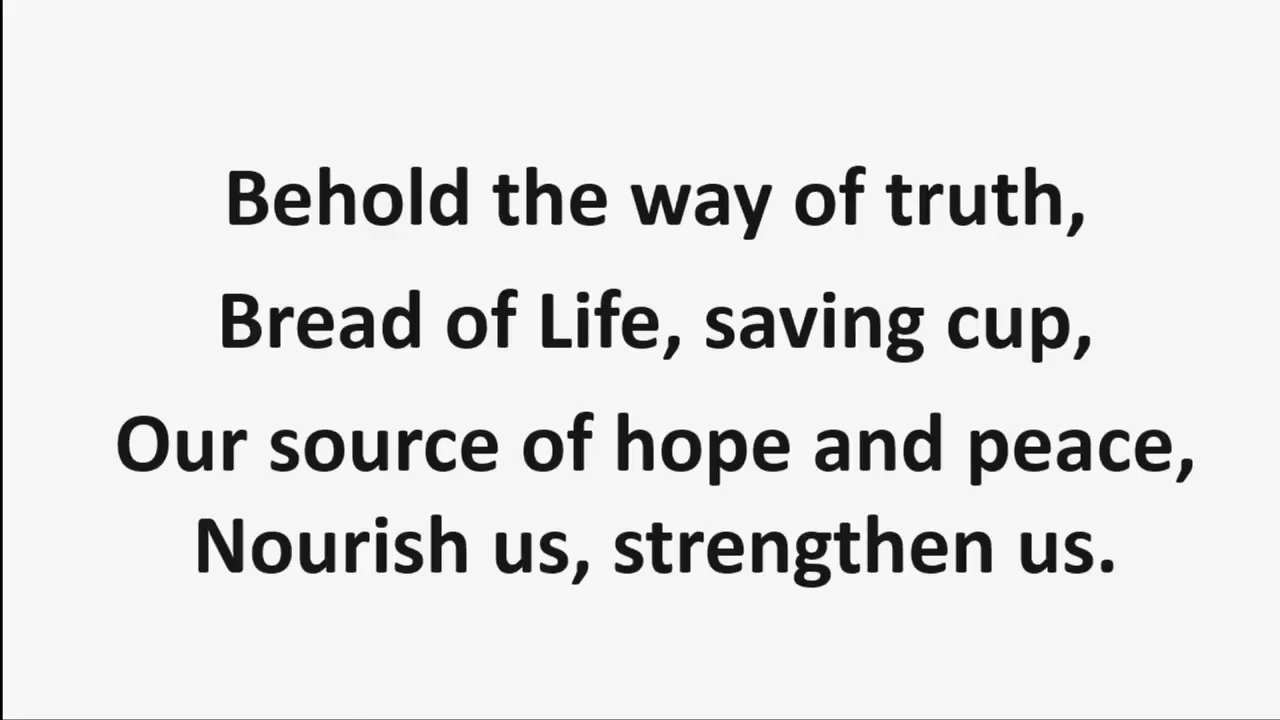 Behold the way of truth,
Bread of Life, saving cup,
Our source of hope and peace,
Nourish us, strengthen us.